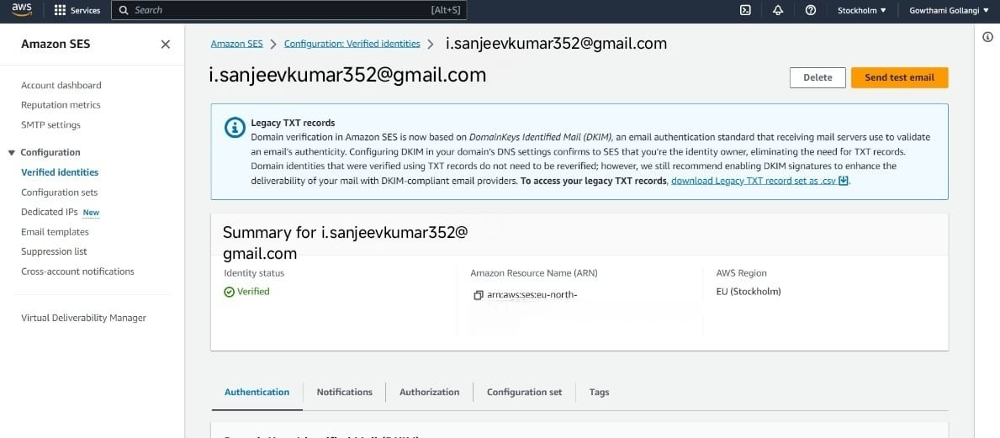 aws
Services
Search
[Alt+S]
Stockholm
Gowthami Gollangi
Amazon SES
Account dashboard
Reputation metrics
SMTP settings
Configuration
Verified identities
Configuration sets
Dedicated IPs New
Email templates
Suppression list
Cross-account notifications
Virtual Deliverability Manager
Amazon SES > Configuration: Verified identities > i.sanjeevkumar352@gmail.com
i.sanjeevkumar352@gmail.com
Delete
Send test email
Legacy TXT records
Domain verification in Amazon SES is now based on DomainKeys Identified Mail (DKIM), an email authentication standard that receiving mail servers use to validate
an email's authenticity. Configuring DKIM in your domain's DNS settings confirms to SES that you're the identity owner, eliminating the need for TXT records.
Domain identities that were verified using TXT records do not need to be reverified; however, we still recommend enabling DKIM signatures to enhance the
deliverability of your mail with DKIM-compliant email providers. To access your legacy TXT records, download Legacy TXT record set as .csv.
Summary for i.sanjeevkumar352@
gmail.com
Identity status
Verified
Amazon Resource Name (ARN)
arn:aws:ses:eu-north-
AWS Region
EU (Stockholm)
Authentication
Notifications
Authorization
Configuration set
Tags